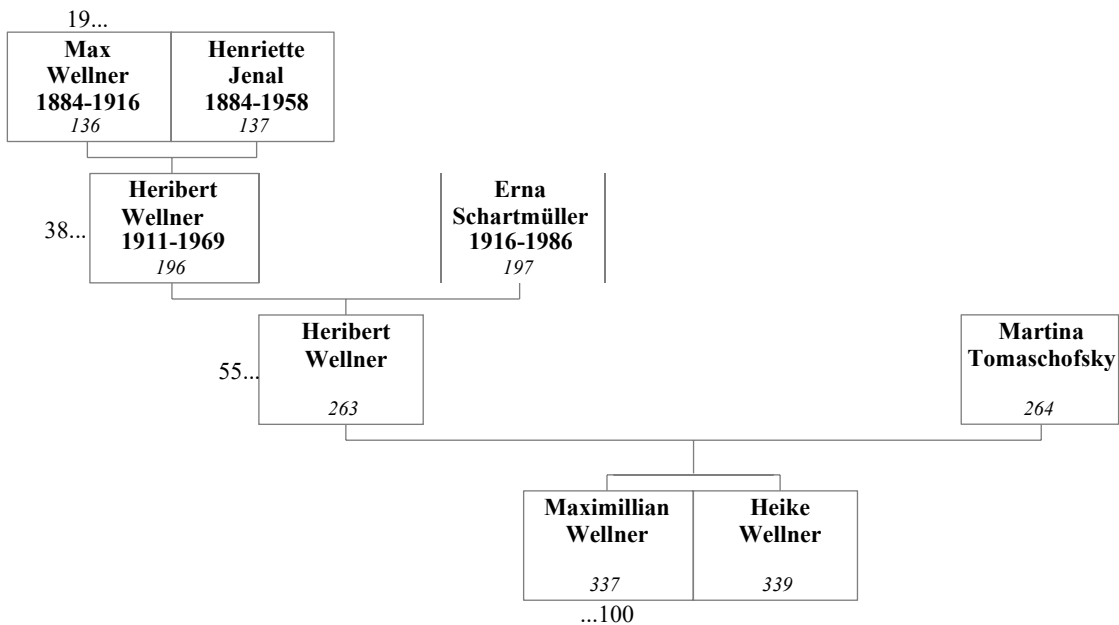 19...
Max
Wellner
1884-1916
136
Henriette
Jenal
1884-1958
137
38...
Heribert
Wellner
1911-1969
196
Erna
Schartmüller
1916-1986
197
55...
Heribert
Wellner
263
Martina
Tomaschofsky
264
Maximillian
Wellner
337
Heike
Wellner
339
...100